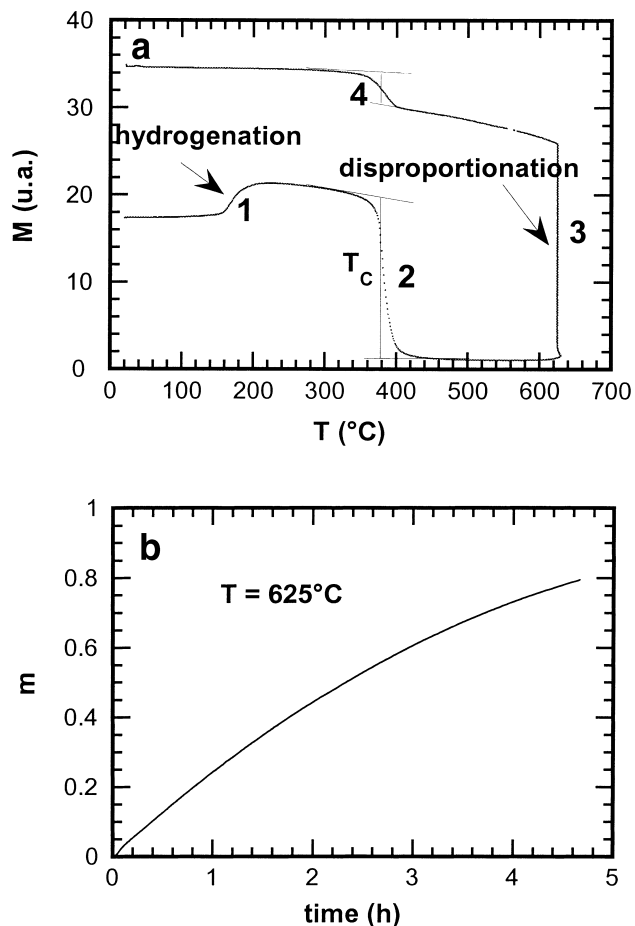 40
a
30
4
hydrogenation
disproportionation
M (u.a.)
20
1
3
T_C
2
10
0
0 100 200 300 400 500 600 700
T (°C)
1
b
0.8
T = 625°C
0.6
m
0.4
0.2
0
0 1 2 3 4 5
time (h)